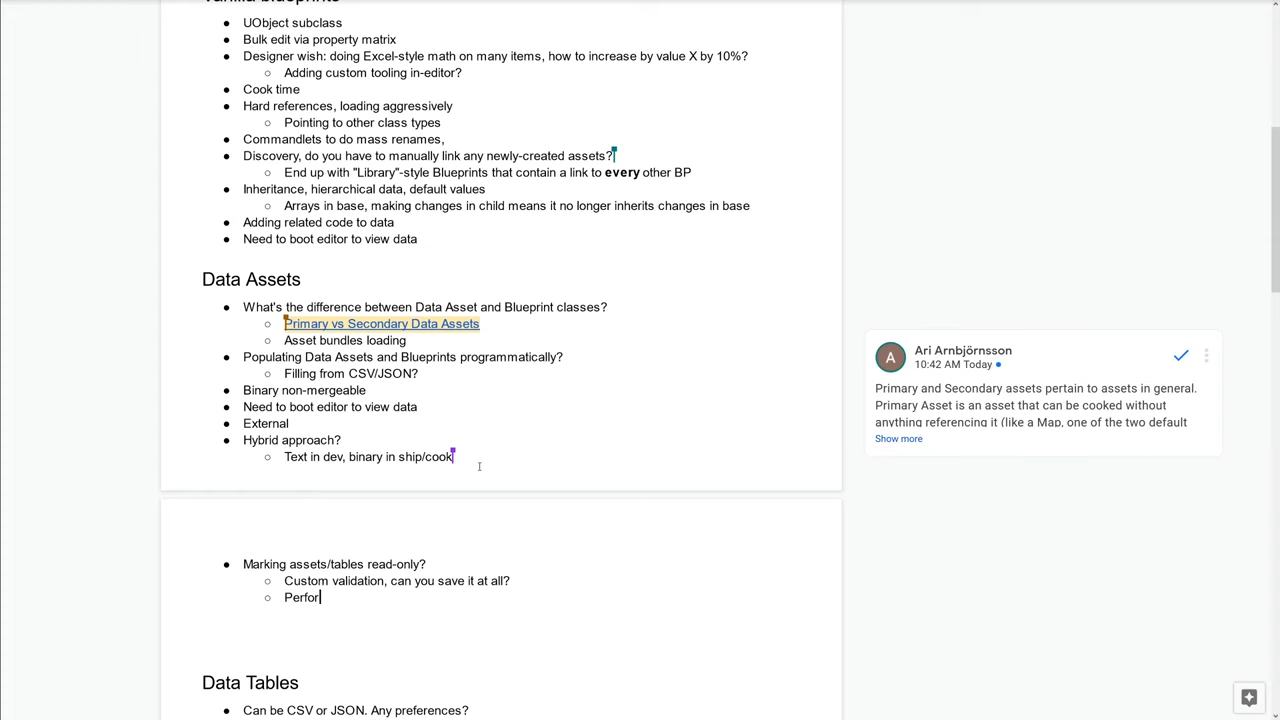 Vanilla blueprints
● UObject subclass
● Bulk edit via property matrix
● Designer wish: doing Excel-style math on many items, how to increase by value X by 10%?
○ Adding custom tooling in-editor?
● Cook time
● Hard references, loading aggressively
○ Pointing to other class types
● Commandlets to do mass renames,
● Discovery, do you have to manually link any newly-created assets?
○ End up with "Library"-style Blueprints that contain a link to every other BP
● Inheritance, hierarchical data, default values
○ Arrays in base, making changes in child means it no longer inherits changes in base
● Adding related code to data
● Need to boot editor to view data
Data Assets
● What's the difference between Data Asset and Blueprint classes?
○ Primary vs Secondary Data Assets
○ Asset bundles loading
● Populating Data Assets and Blueprints programmatically?
○ Filling from CSV/JSON?
● Binary non-mergeable
● Need to boot editor to view data
● External
● Hybrid approach?
○ Text in dev, binary in ship/cook
● Marking assets/tables read-only?
○ Custom validation, can you save it at all?
○ Perfor
Data Tables
● Can be CSV or JSON. Any preferences?
A
Ari Arnbjörnsson
10:42 AM Today
Primary and Secondary assets pertain to assets in general.
Primary Asset is an asset that can be cooked without
anything referencing it (like a Map, one of the two default
Show more